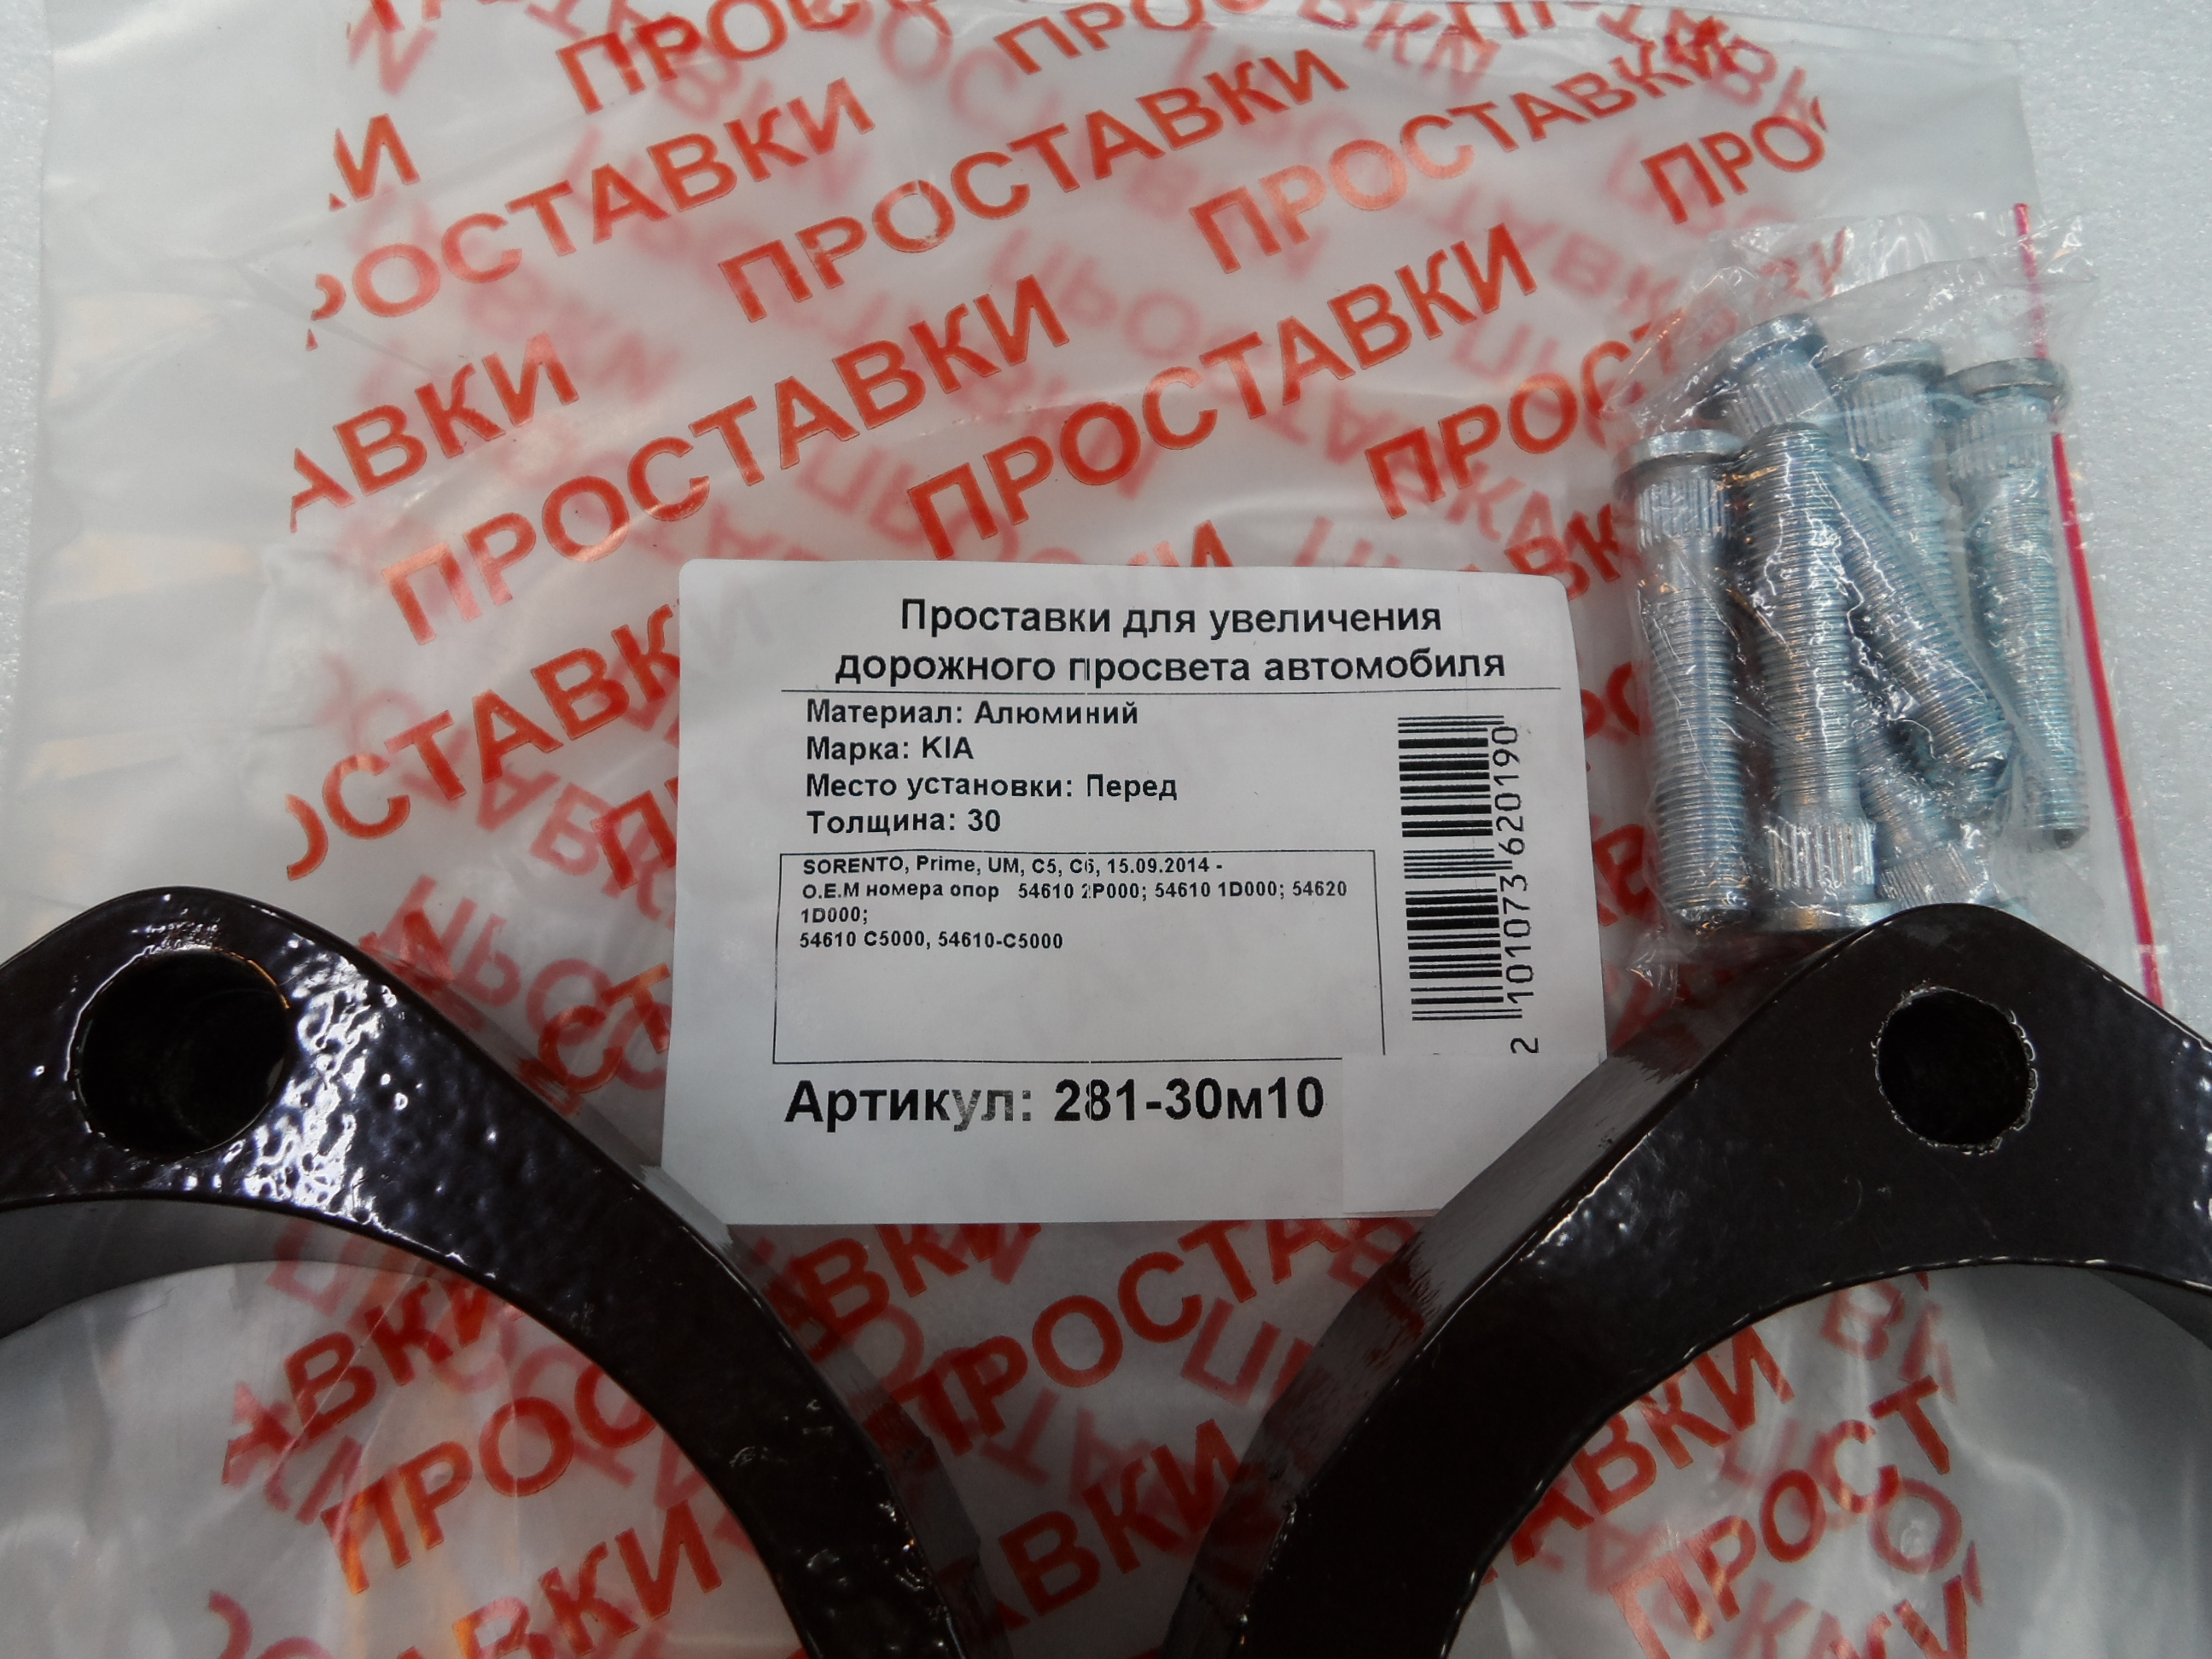 ПРОСТАВКИ
ПРОСТАВКИ
ПРОСТАВКИ
ПРОСТАВКИ
ПРОСТАВКИ
Проставки для увеличения
дорожного просвета автомобиля
Материал: Алюминий
Марка: KIA
Место установки: Перед
Толщина: 30
SORENTO, Prime, UM, C5, C6, 15.09.2014 -
O.E.M номера опор 54610 2P000; 54610 1D000; 54620
1D000;
54610 C5000, 54610-C5000
2 101073 620190
Артикул: 281-30м10